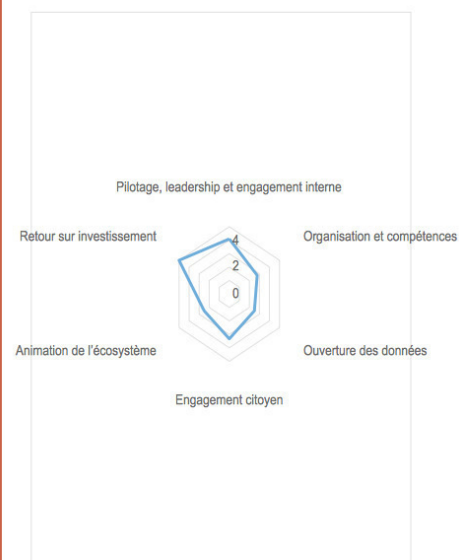 Pilotage, leadership et engagement interne
Retour sur investissement
Organisation et compétences
4
2
0
Animation de l'écosystème
Ouverture des données
Engagement citoyen